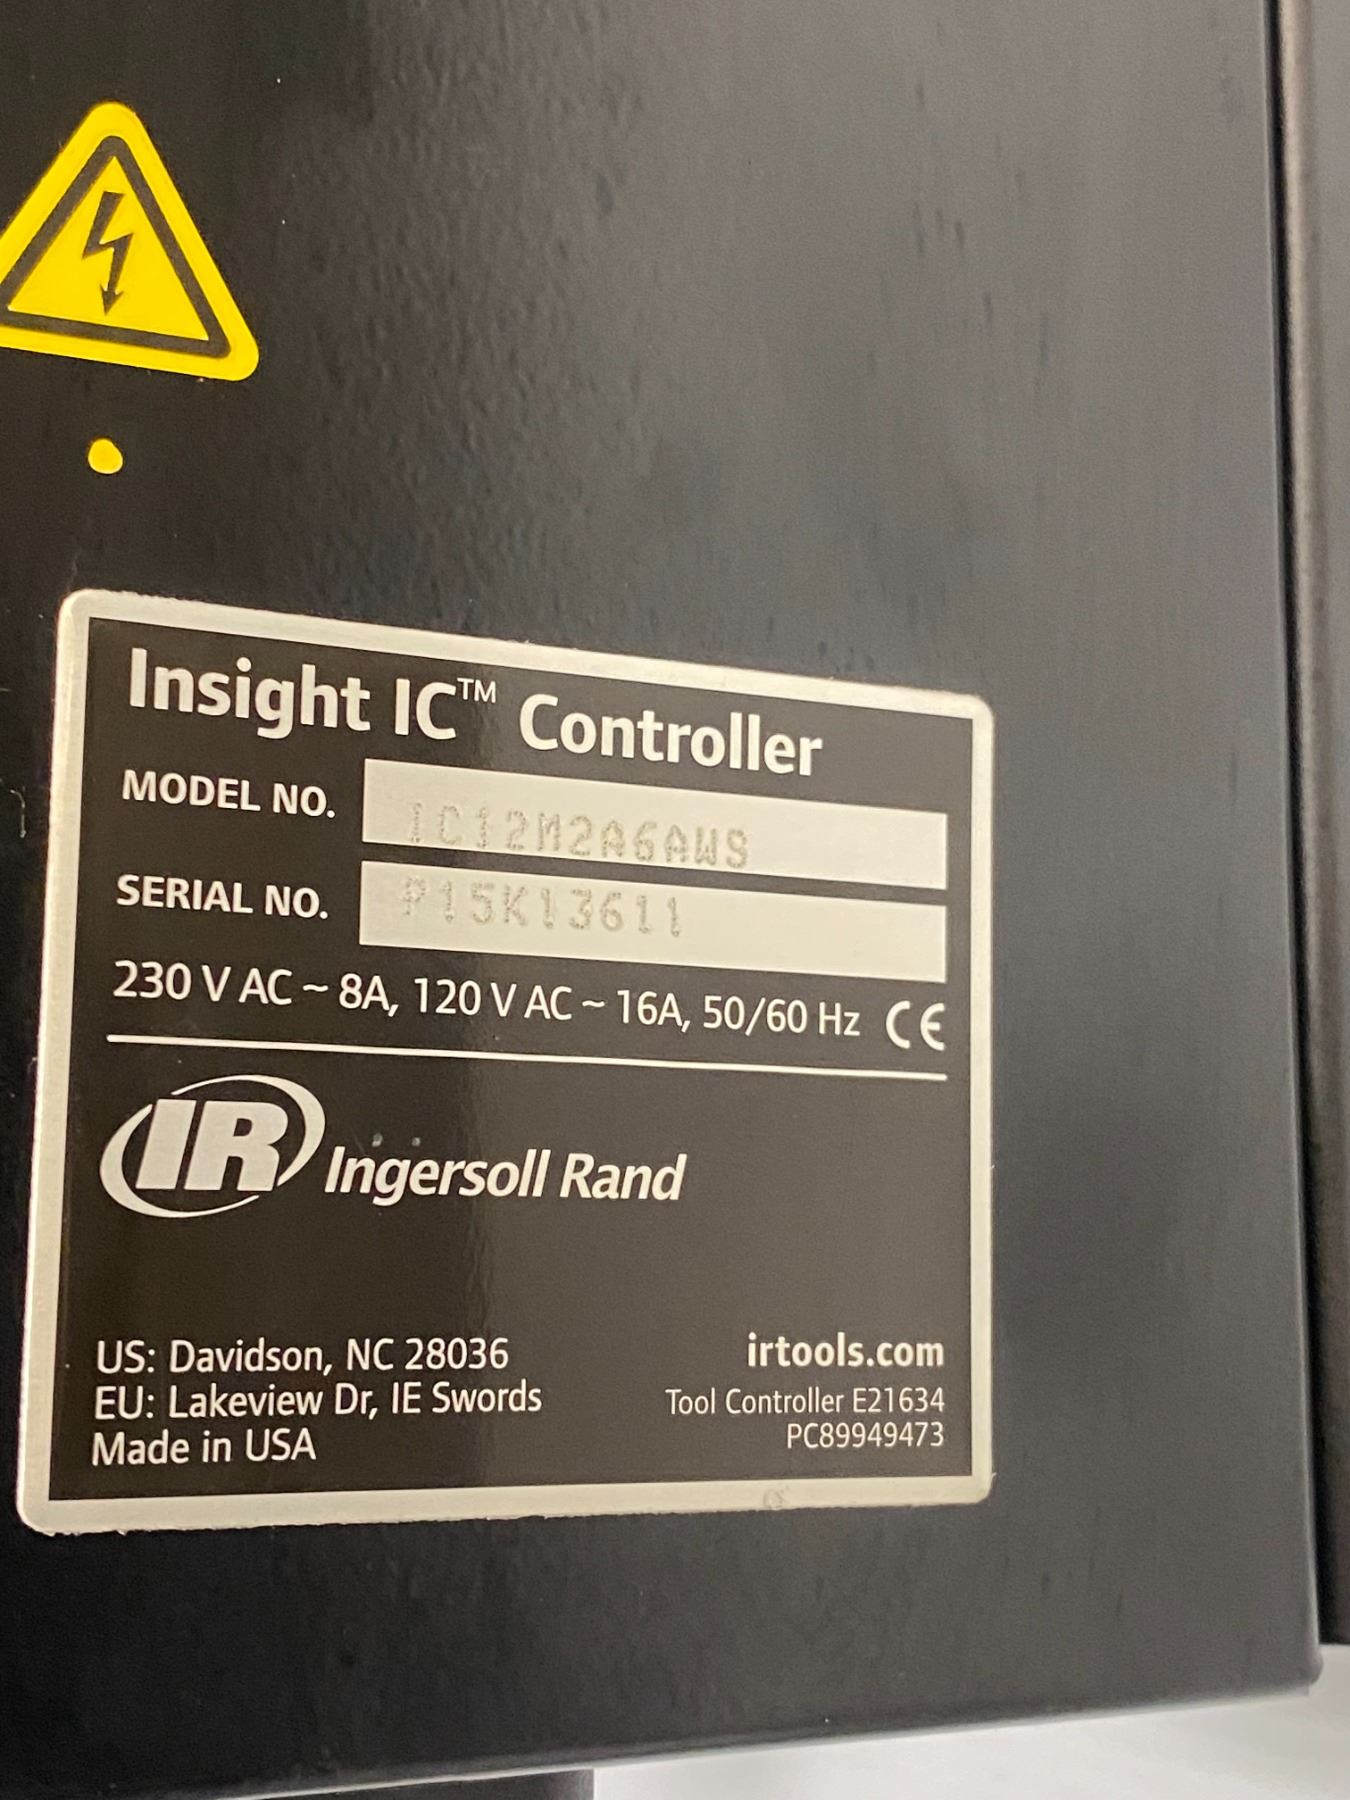 Insight IC™ Controller
MODEL NO. IC12M2A6AWS
SERIAL NO. P15K13611
230 V AC ~ 8A, 120 V AC ~ 16A, 50/60 Hz CE
IR Ingersoll Rand
US: Davidson, NC 28036
EU: Lakeview Dr, IE Swords
Made in USA
irtools.com
Tool Controller E21634
PC89949473